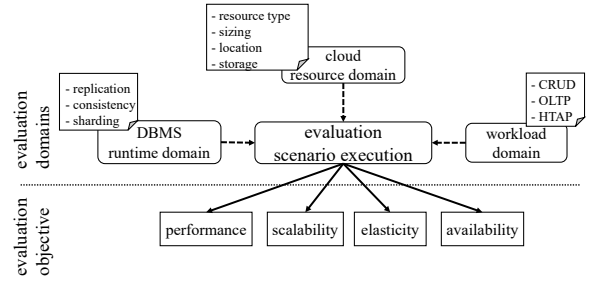 - resource type
- sizing
- location
- storage
cloud
resource domain
- replication
- consistency
- sharding
DBMS
runtime domain
evaluation
scenario execution
- CRUD
- OLTP
- HTAP
workload
domain
evaluation
domains
performance
scalability
elasticity
availability
evaluation
objective